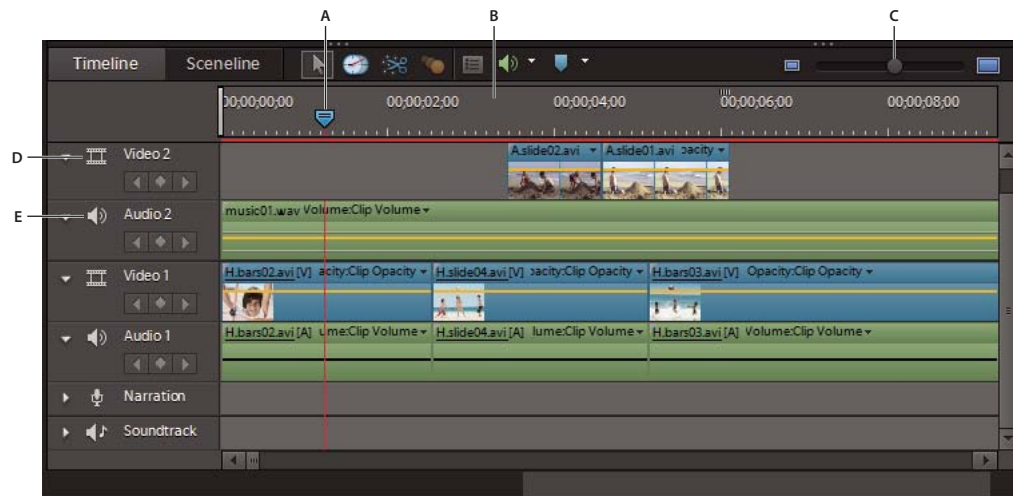 A B C
Timeline Sceneline
00;00;00;00 00;00;02;00 00;00;04;00 00;00;06;00 00;00;08;00
D Video 2 A.slide02.avi A.slide01.avi pacity
E Audio 2 music01.wav Volume:Clip Volume
Video 1 H.bars02.avi [V] acity:Clip Opacity H.slide04.avi [V] pacity:Clip Opacity H.bars03.avi [V] Opacity:Clip Opacity
Audio 1 H.bars02.avi [A] ume:Clip Volume H.slide04.avi [A] lume:Clip Volume H.bars03.avi [A] Volume:Clip Volume
Narration
Soundtrack